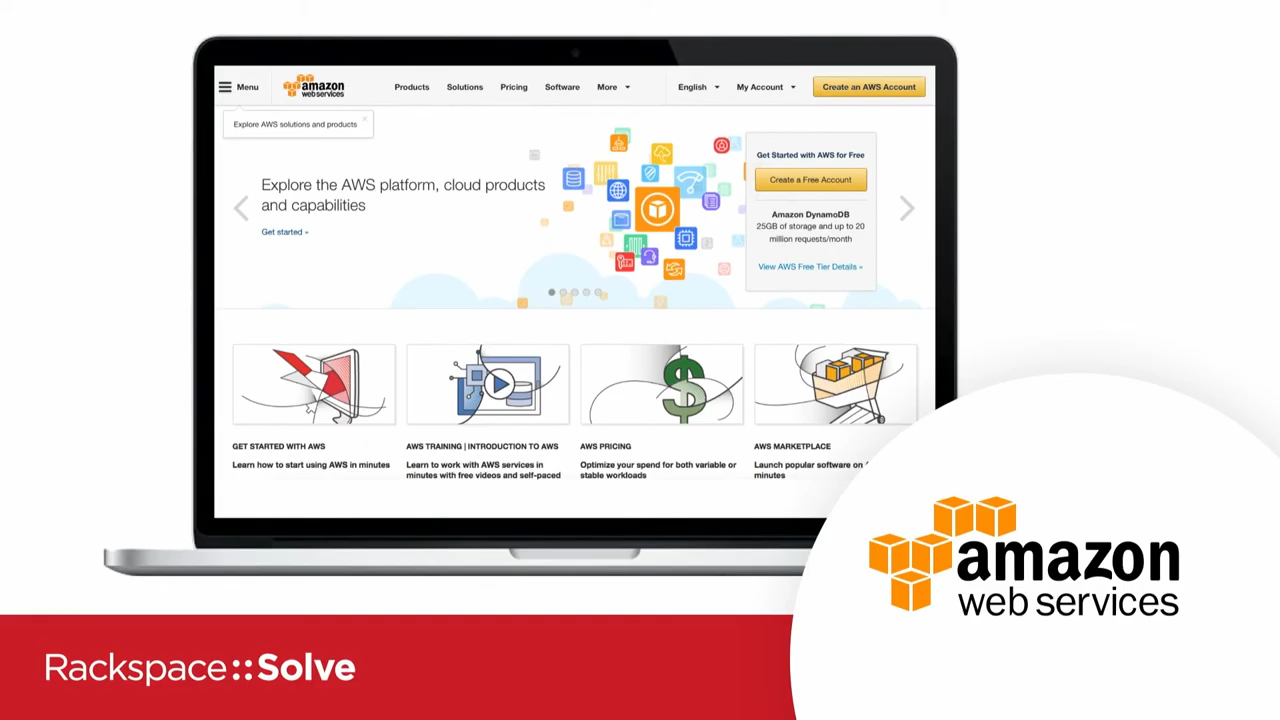 Menu
amazon
web services
Products
Solutions
Pricing
Software
More
English
My Account
Create an AWS Account
Explore AWS solutions and products
Explore the AWS platform, cloud products
and capabilities
Get started »
Get Started with AWS for Free
Create a Free Account
Amazon DynamoDB
25GB of storage and up to 20
million requests/month
View AWS Free Tier Details »
GET STARTED WITH AWS
Learn how to start using AWS in minutes
AWS TRAINING | INTRODUCTION TO AWS
Learn to work with AWS services in
minutes with free videos and self-paced
AWS PRICING
Optimize your spend for both variable or
stable workloads
AWS MARKETPLACE
Launch popular software on
minutes
amazon
web services
Rackspace::Solve